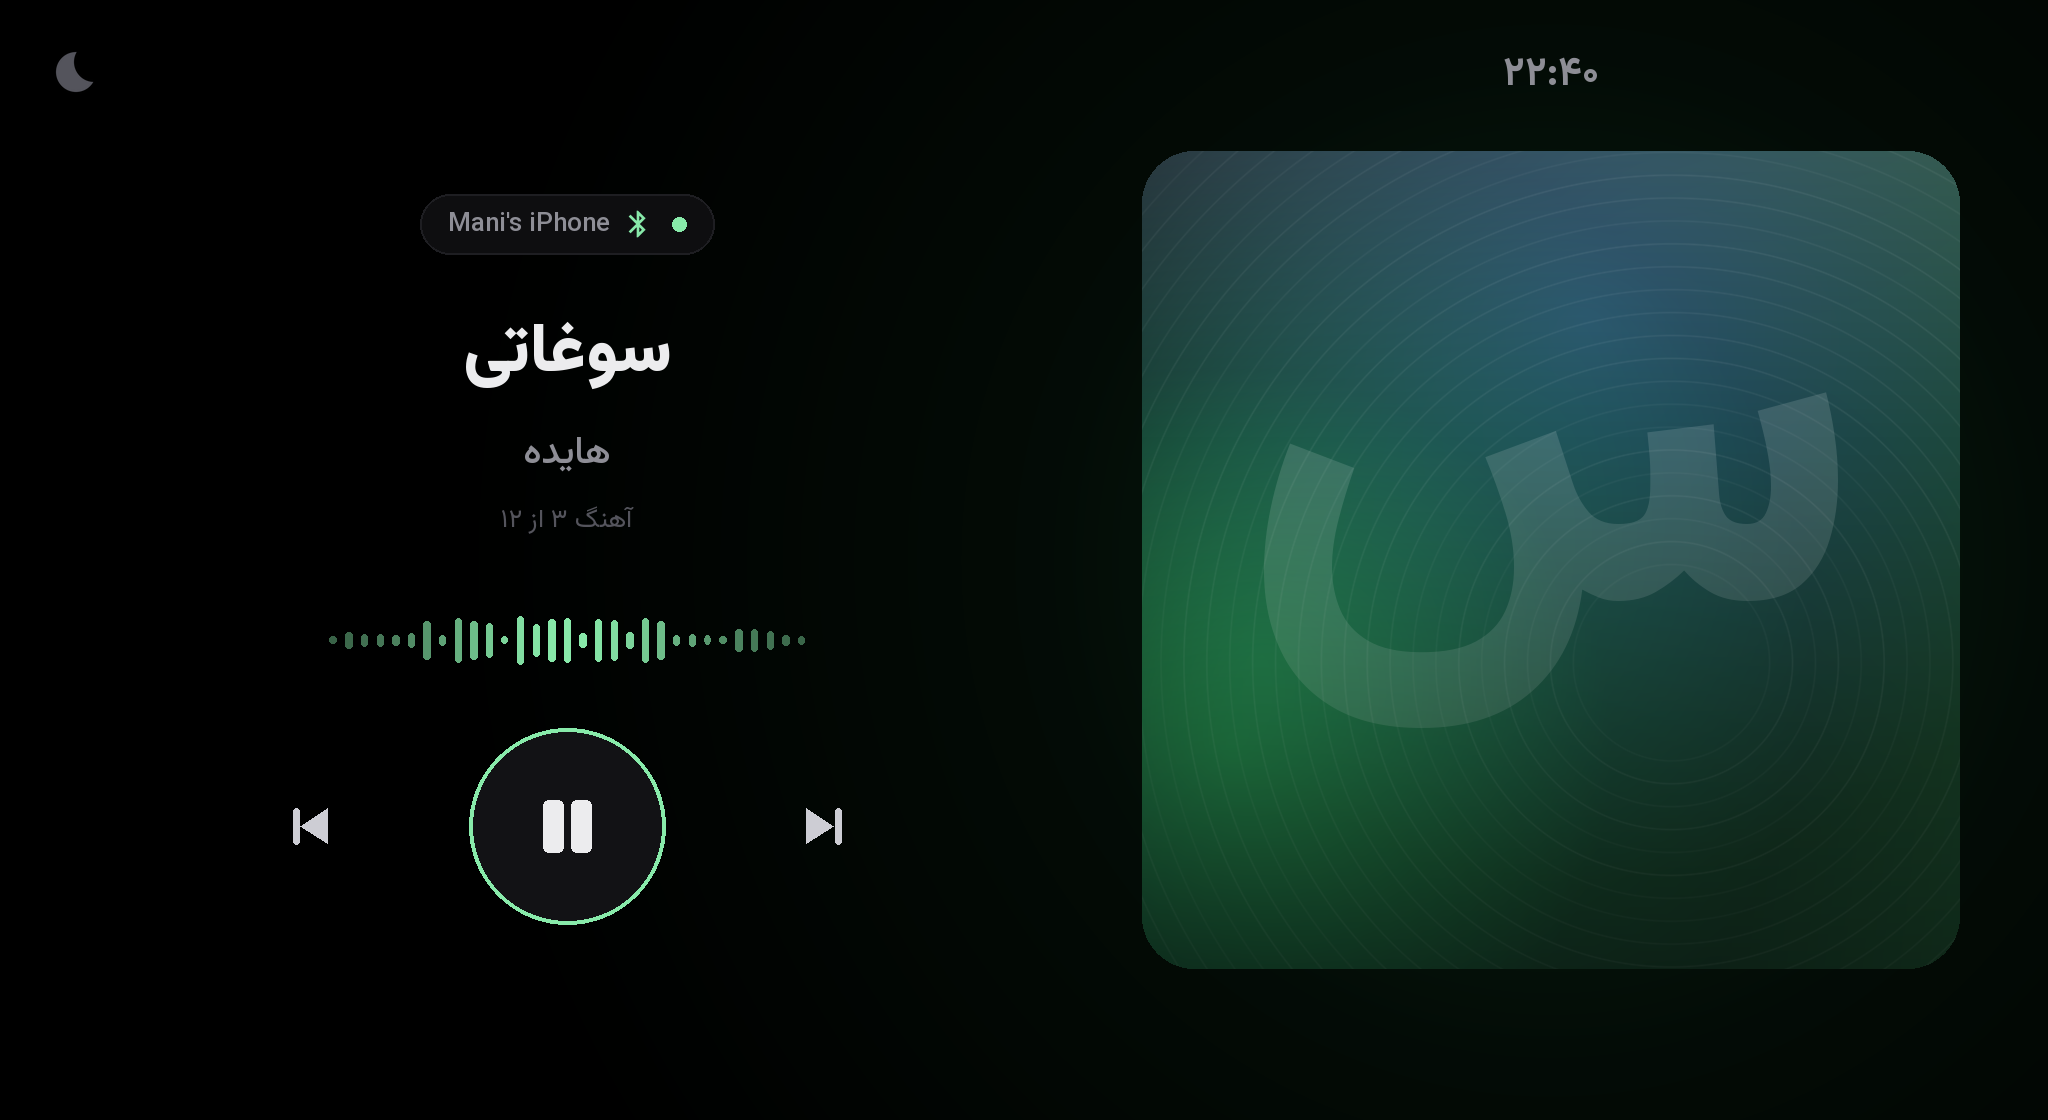 ۲۲:۴۰
Mani's iPhone
سوغاتی
هایده
آهنگ ۳ از ۱۲
س